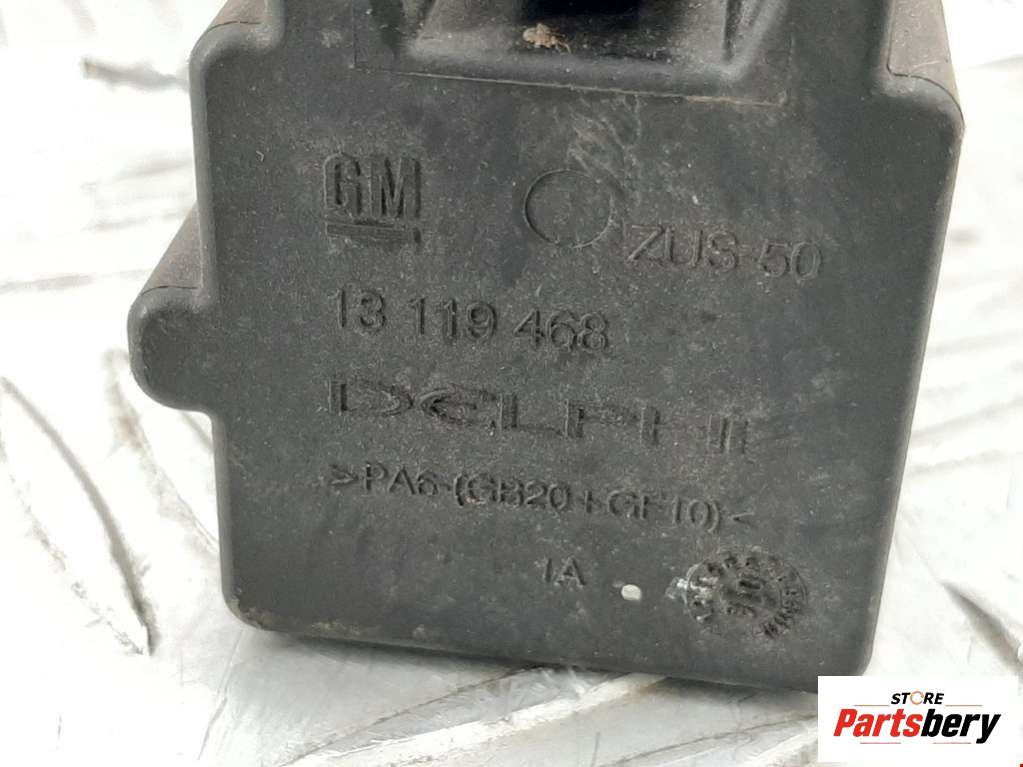 GM
ZUS 50
13 119 468
DELPHI
>PA6-(GB20+GF10)<
1A
STORE
Partsbery